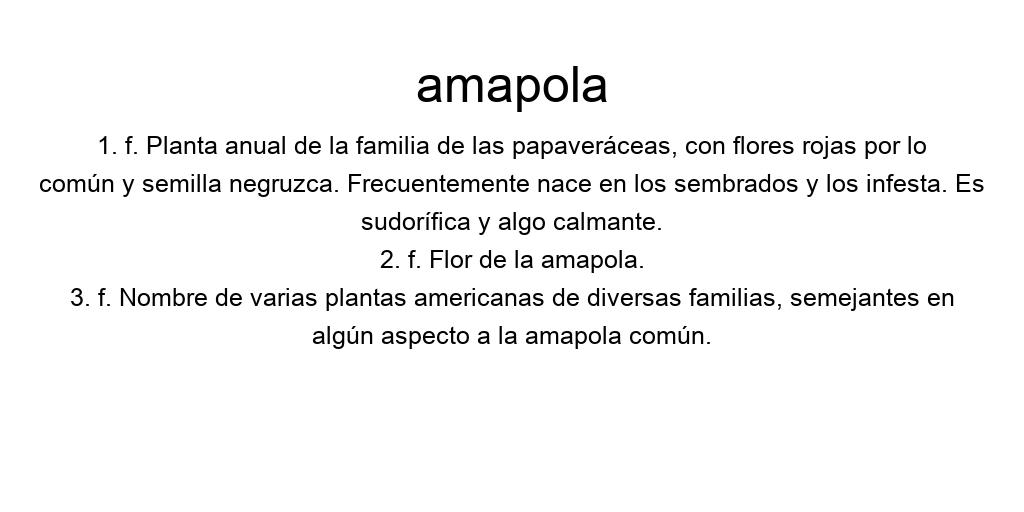 amapola
1. f. Planta anual de la familia de las papaveráceas, con flores rojas por lo
común y semilla negruzca. Frecuentemente nace en los sembrados y los infesta. Es
sudorífica y algo calmante.
2. f. Flor de la amapola.
3. f. Nombre de varias plantas americanas de diversas familias, semejantes en
algún aspecto a la amapola común.